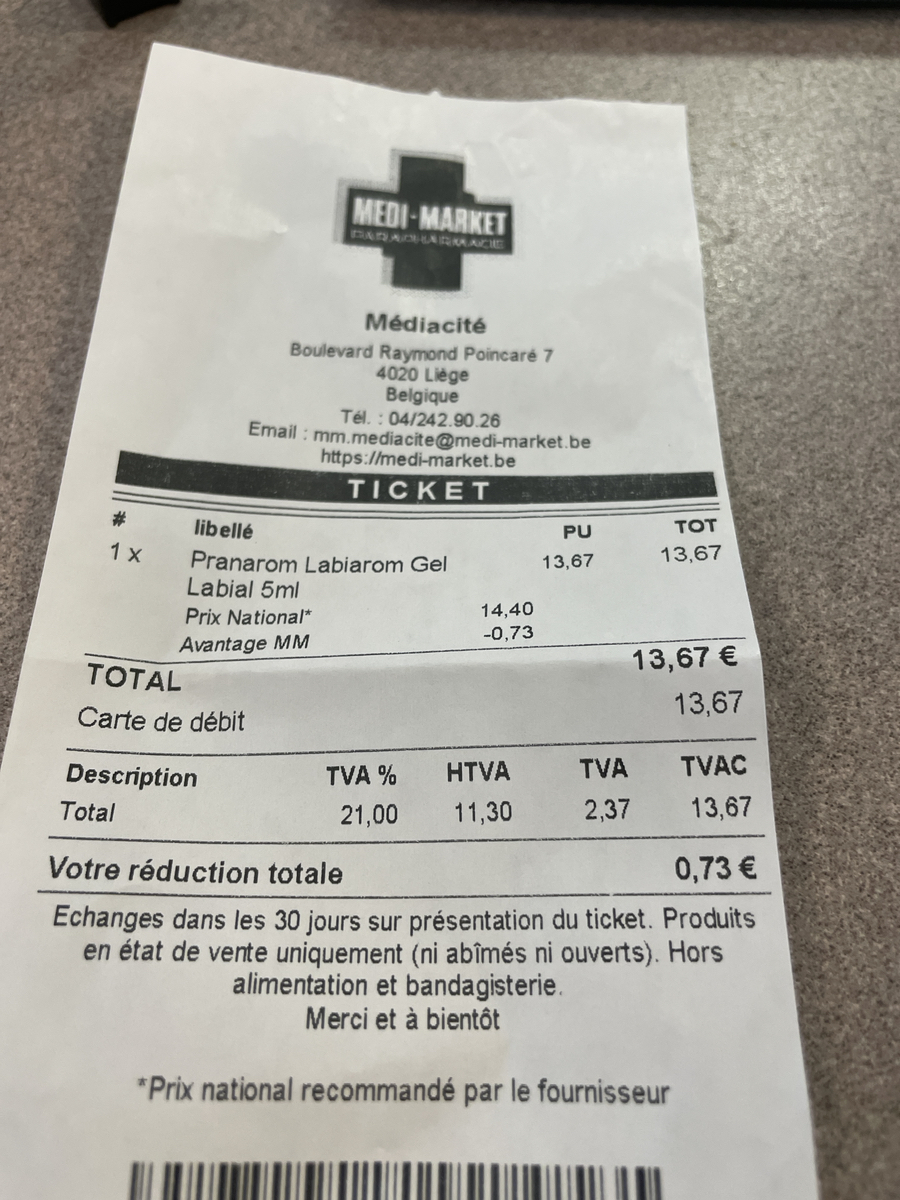 MEDI-MARKET
PARAPHARMACIE
Médiacité
Boulevard Raymond Poincaré 7
4020 Liège
Belgique
Tél. : 04/242.90.26
Email : mm.mediacite@medi-market.be
https://medi-market.be
TICKET
# libellé PU TOT
1 x Pranarom Labiarom Gel 13,67 13,67
Labial 5ml
Prix National* 14,40
Avantage MM -0,73
TOTAL 13,67 €
Carte de débit 13,67
Description TVA % HTVA TVA TVAC
Total 21,00 11,30 2,37 13,67
Votre réduction totale 0,73 €
Echanges dans les 30 jours sur présentation du ticket. Produits
en état de vente uniquement (ni abîmés ni ouverts). Hors
alimentation et bandagisterie.
Merci et à bientôt
*Prix national recommandé par le fournisseur